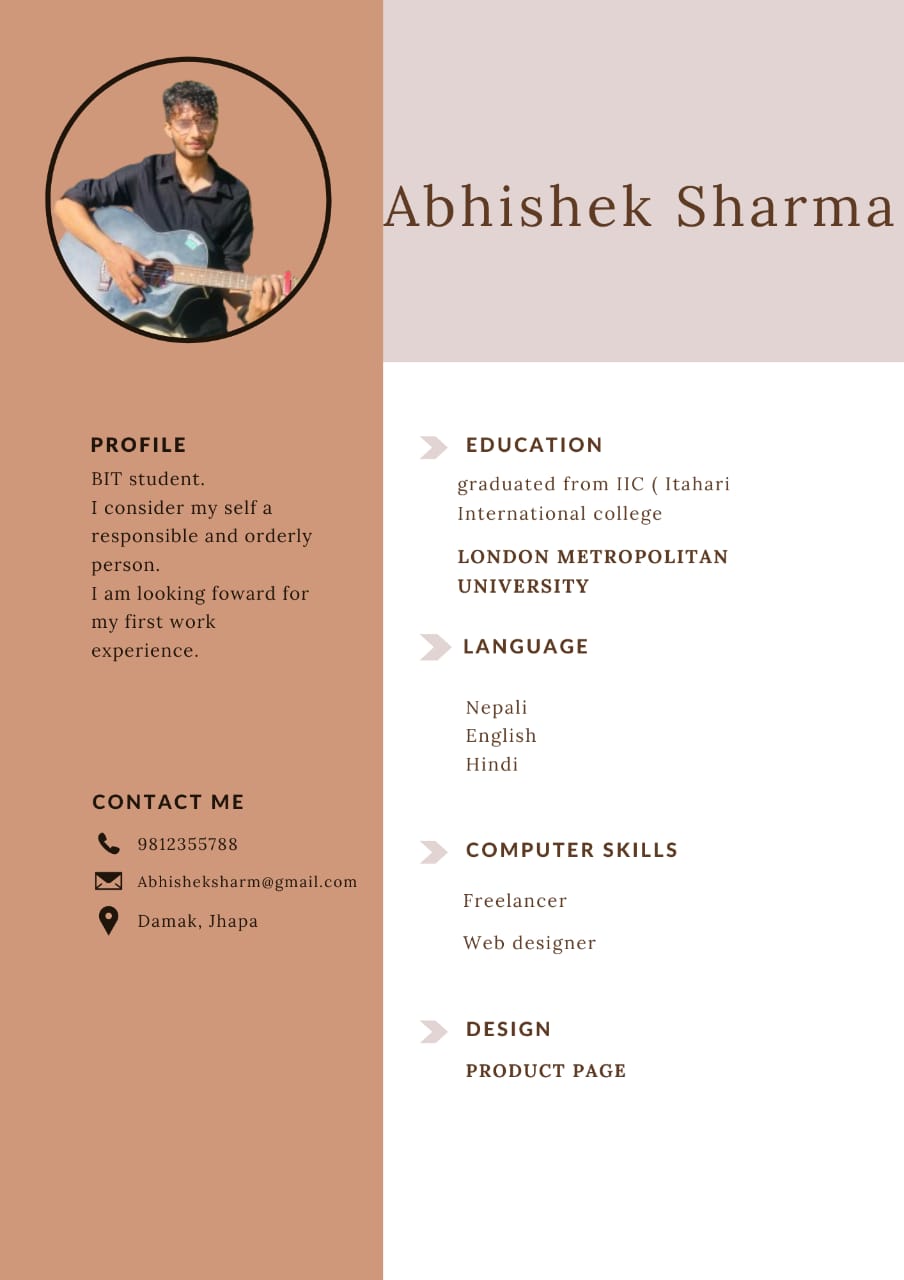 Abhishek Sharma
PROFILE
BIT student.
I consider my self a
responsible and orderly
person.
I am looking foward for
my first work
experience.
CONTACT ME
9812355788
Abhisheksharm@gmail.com
Damak, Jhapa
EDUCATION
graduated from IIC ( Itahari
International college
LONDON METROPOLITAN
UNIVERSITY
LANGUAGE
Nepali
English
Hindi
COMPUTER SKILLS
Freelancer
Web designer
DESIGN
PRODUCT PAGE